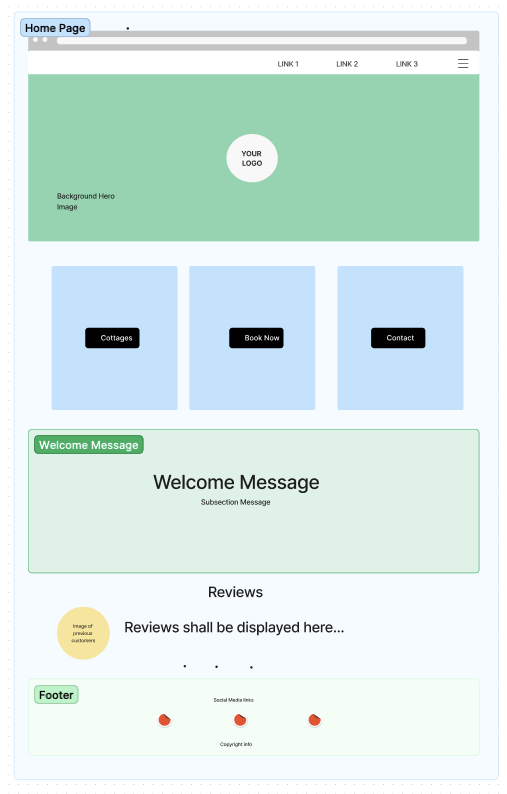 Home Page
LINK 1
LINK 2
LINK 3
YOUR
LOGO
Background Hero
Image
Cottages
Book Now
Contact
Welcome Message
Welcome Message
Subsection Message
Reviews
Image of
previous
customers
Reviews shall be displayed here...
Footer
Social Media links
Copyright info